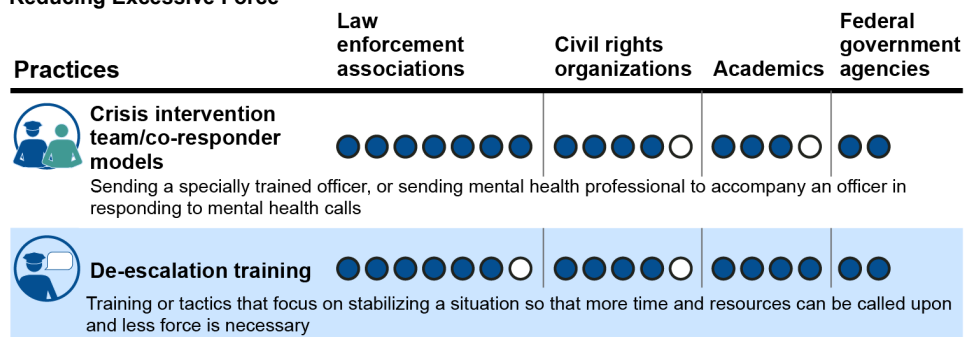 Reducing Excessive Force
Practices
Law
enforcement
associations
Civil rights
organizations
Academics
Federal
government
agencies
Crisis intervention
team/co-responder
models
Sending a specially trained officer, or sending mental health professional to accompany an officer in
responding to mental health calls
De-escalation training
Training or tactics that focus on stabilizing a situation so that more time and resources can be called upon
and less force is necessary